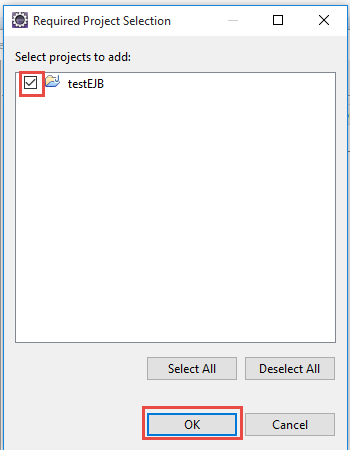 Required Project Selection
Select projects to add:
testEJB
Select All
Deselect All
OK
Cancel